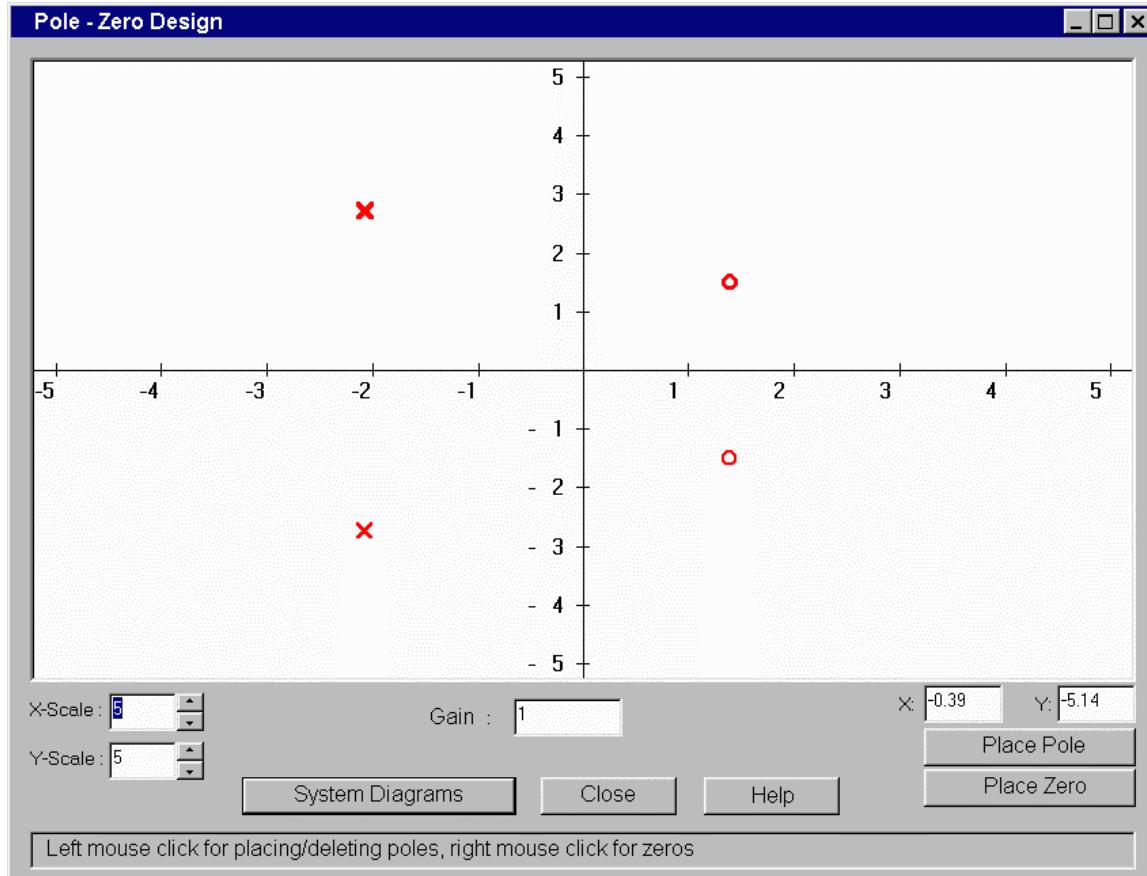 Pole - Zero Design
5
4
3
2
1
-5 -4 -3 -2 -1 1 2 3 4 5
- 1
- 2
- 3
- 4
- 5
X-Scale : 5
Gain : 1
X: -0.39 Y: -5.14
Y-Scale : 5
Place Pole
Place Zero
System Diagrams Close Help
Left mouse click for placing/deleting poles, right mouse click for zeros